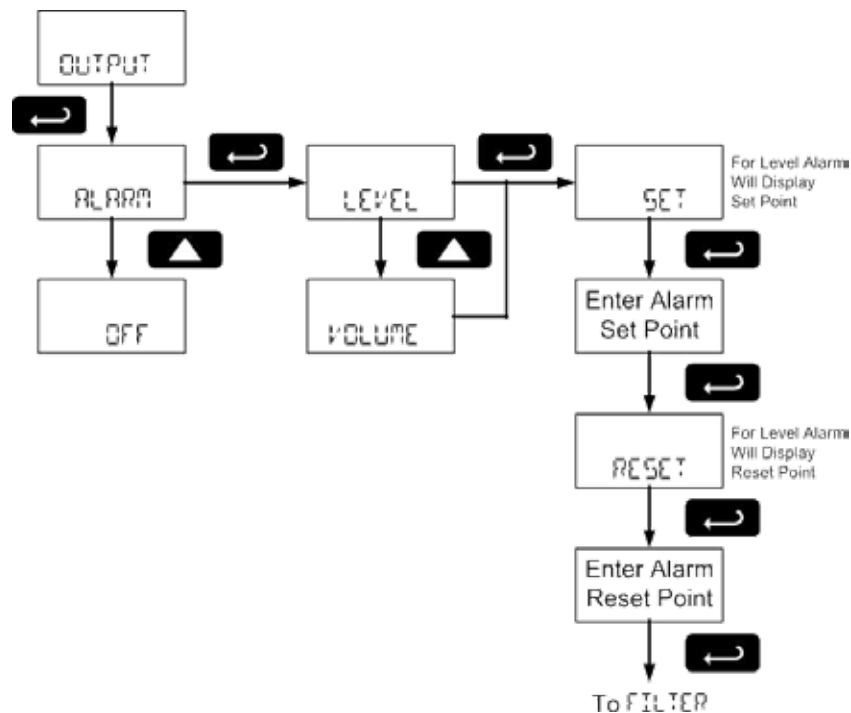 OUTPUT
ALARM
LEVEL
SET
For Level Alarm
Will Display
Set Point
OFF
VOLUME
Enter Alarm
Set Point
RESET
For Level Alarm
Will Display
Reset Point
Enter Alarm
Reset Point
To FILTER